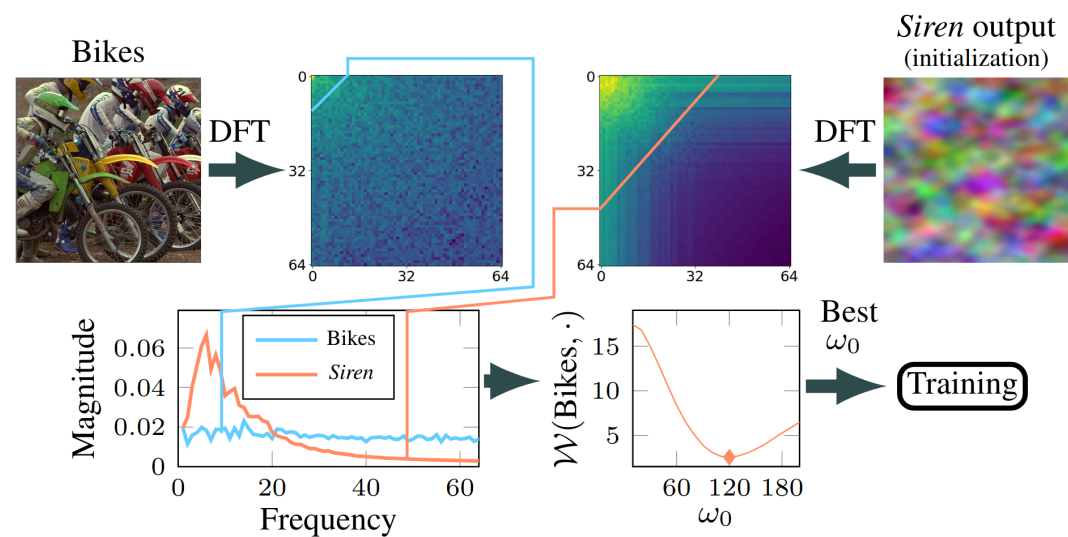 Bikes
Siren output
(initialization)
DFT
DFT
0
32
64
0
32
64
0
32
64
0
32
64
Magnitude
0.06
0.04
0.02
0
0
20
40
60
Frequency
Bikes
Siren
𝒲(Bikes, ·)
15
10
5
60
120
180
ω₀
Best
ω₀
Training